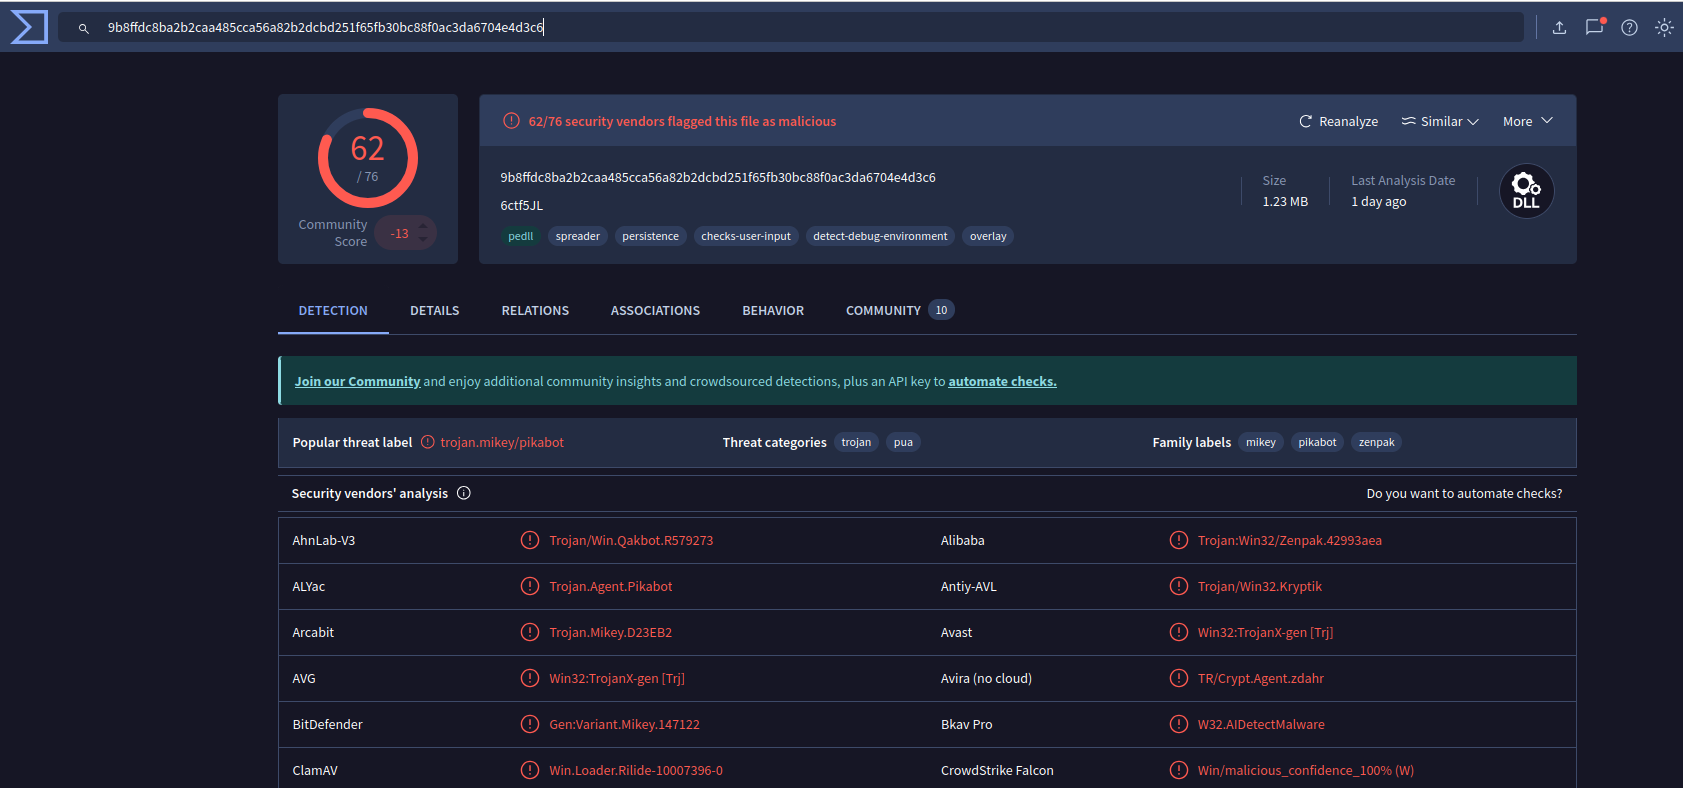 9b8ffdc8ba2b2caa485cca56a82b2dcbd251f65fb30bc88f0ac3da6704e4d3c6
62
/ 76
Community Score
-13
62/76 security vendors flagged this file as malicious
Reanalyze Similar More
9b8ffdc8ba2b2caa485cca56a82b2dcbd251f65fb30bc88f0ac3da6704e4d3c6
6ctf5JL
pedll spreader persistence checks-user-input detect-debug-environment overlay
Size
1.23 MB
Last Analysis Date
1 day ago
DLL
DETECTION DETAILS RELATIONS ASSOCIATIONS BEHAVIOR COMMUNITY 10
Join our Community and enjoy additional community insights and crowdsourced detections, plus an API key to automate checks.
Popular threat label trojan.mikey/pikabot Threat categories trojan pua Family labels mikey pikabot zenpak
Security vendors' analysis Do you want to automate checks?
AhnLab-V3 Trojan/Win.Qakbot.R579273 Alibaba Trojan:Win32/Zenpak.42993aea
ALYac Trojan.Agent.Pikabot Antiy-AVL Trojan/Win32.Kryptik
Arcabit Trojan.Mikey.D23EB2 Avast Win32:TrojanX-gen [Trj]
AVG Win32:TrojanX-gen [Trj] Avira (no cloud) TR/Crypt.Agent.zdahr
BitDefender Gen:Variant.Mikey.147122 Bkav Pro W32.AIDetectMalware
ClamAV Win.Loader.Rilide-10007396-0 CrowdStrike Falcon Win/malicious_confidence_100% (W)